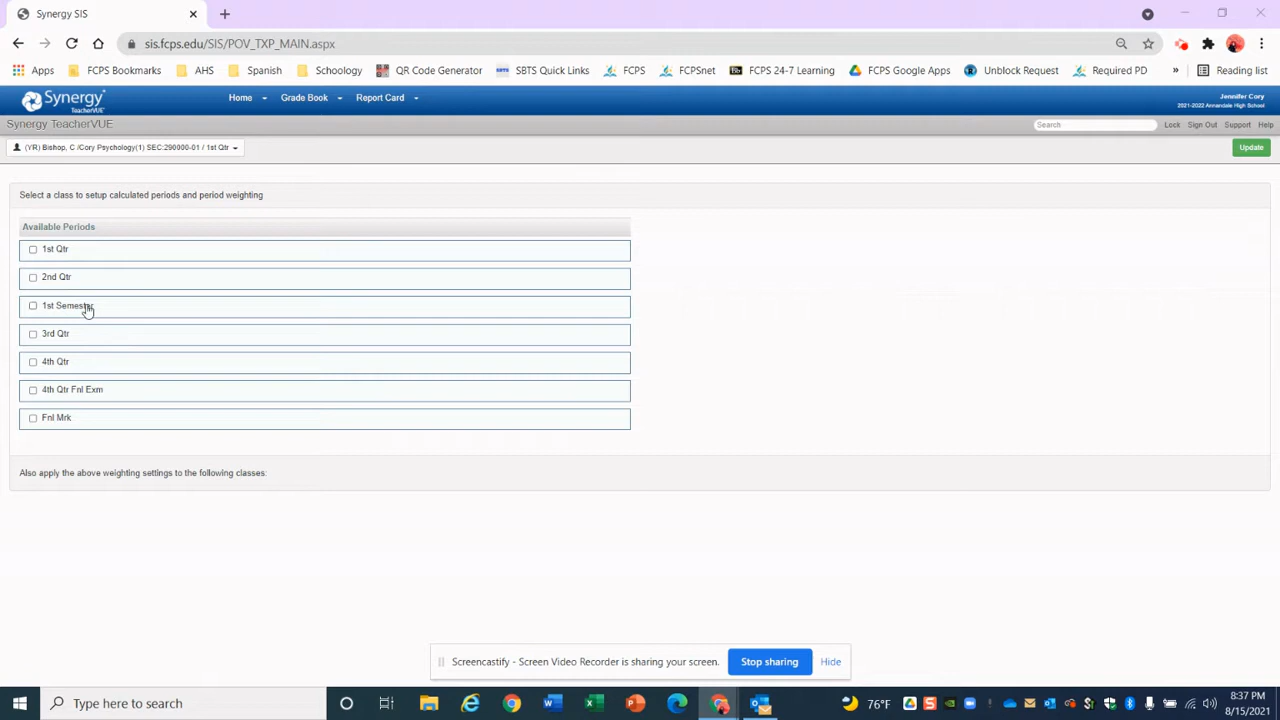 Synergy SIS
sis.fcps.edu/SIS/POV_TXP_MAIN.aspx
Apps FCPS Bookmarks AHS Spanish Schoology QR Code Generator SBTS Quick Links FCPS FCPSnet FCPS 24-7 Learning FCPS Google Apps Unblock Request Required PD » Reading list
Synergy TeacherVUE Home Grade Book Report Card
Jennifer Cory
2021-2022 Annandale High School
Synergy TeacherVUE Search Lock Sign Out Support Help
(YR) Bishop, C /Cory Psychology(1) SEC:290000-01 / 1st Qtr Update
Select a class to setup calculated periods and period weighting
Available Periods
1st Qtr
2nd Qtr
1st Semester
3rd Qtr
4th Qtr
4th Qtr Fnl Exm
Fnl Mrk
Also apply the above weighting settings to the following classes:
Screencastify - Screen Video Recorder is sharing your screen. Stop sharing Hide
Type here to search 76°F 8:37 PM
8/15/2021